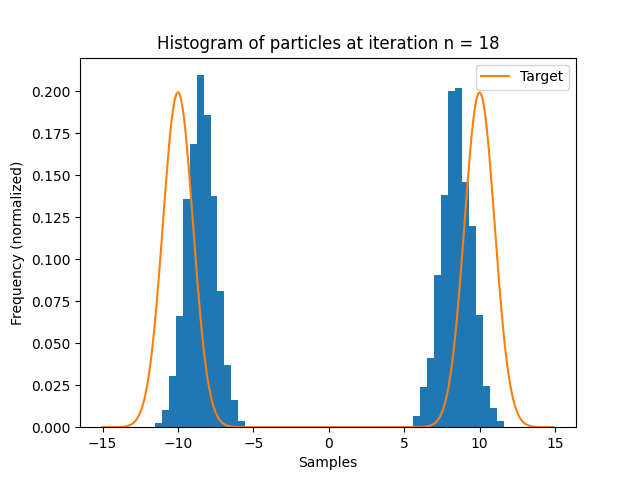 Histogram of particles at iteration n = 18
Target
Frequency (normalized)
0.200
0.175
0.150
0.125
0.100
0.075
0.050
0.025
0.000
−15 −10 −5 0 5 10 15
Samples